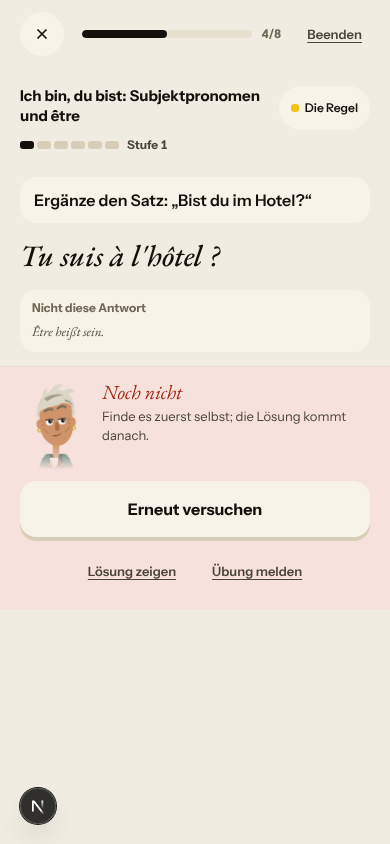 4/8
Beenden
Ich bin, du bist: Subjektpronomen
und être
Die Regel
Stufe 1
Ergänze den Satz: „Bist du im Hotel?“
Tu suis à l'hôtel ?
Nicht diese Antwort
Être heißt sein.
Noch nicht
Finde es zuerst selbst; die Lösung kommt
danach.
Erneut versuchen
Lösung zeigen
Übung melden
N